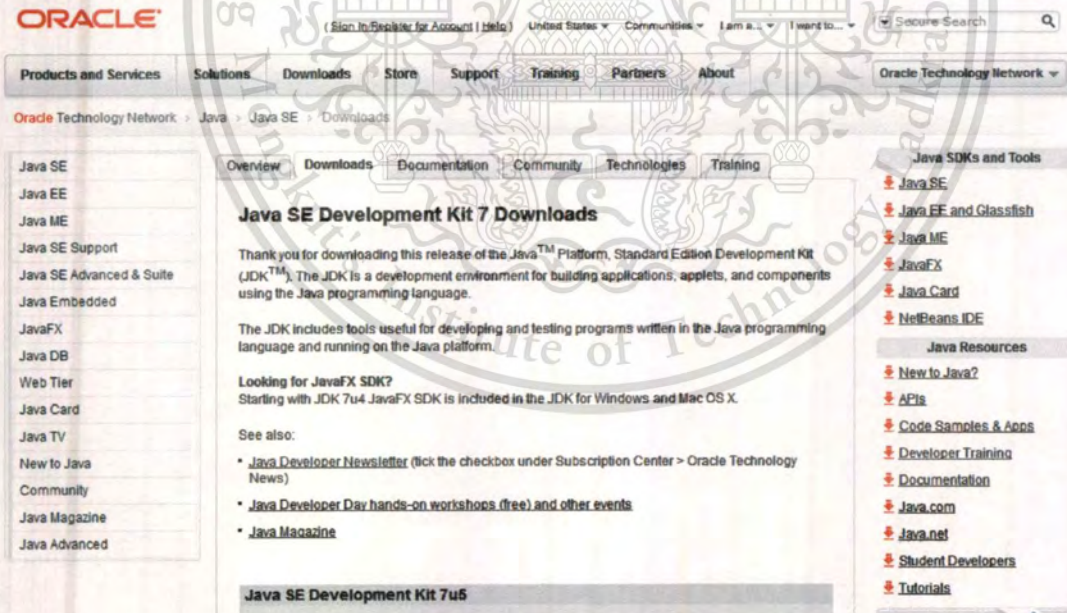 ORACLE
( Sign In/Register for Account | Help ) United States Communities I am a... I want to... Secure Search
Products and Services Solutions Downloads Store Support Training Partners About Oracle Technology Network
Oracle Technology Network > Java > Java SE > Downloads
Java SE
Java EE
Java ME
Java SE Support
Java SE Advanced & Suite
Java Embedded
JavaFX
Java DB
Web Tier
Java Card
Java TV
New to Java
Community
Java Magazine
Java Advanced
Overview Downloads Documentation Community Technologies Training
Java SE Development Kit 7 Downloads
Thank you for downloading this release of the Java™ Platform, Standard Edition Development Kit
(JDK™). The JDK is a development environment for building applications, applets, and components
using the Java programming language.
The JDK includes tools useful for developing and testing programs written in the Java programming
language and running on the Java platform.
Looking for JavaFX SDK?
Starting with JDK 7u4 JavaFX SDK is included in the JDK for Windows and Mac OS X.
See also:
• Java Developer Newsletter (tick the checkbox under Subscription Center > Oracle Technology
News)
• Java Developer Day hands-on workshops (free) and other events
• Java Magazine
Java SE Development Kit 7u5
Java SDKs and Tools
Java SE
Java EE and Glassfish
Java ME
JavaFX
Java Card
NetBeans IDE
Java Resources
New to Java?
APIs
Code Samples & Apps
Developer Training
Documentation
Java.com
Java.net
Student Developers
Tutorials
Institute of Technology